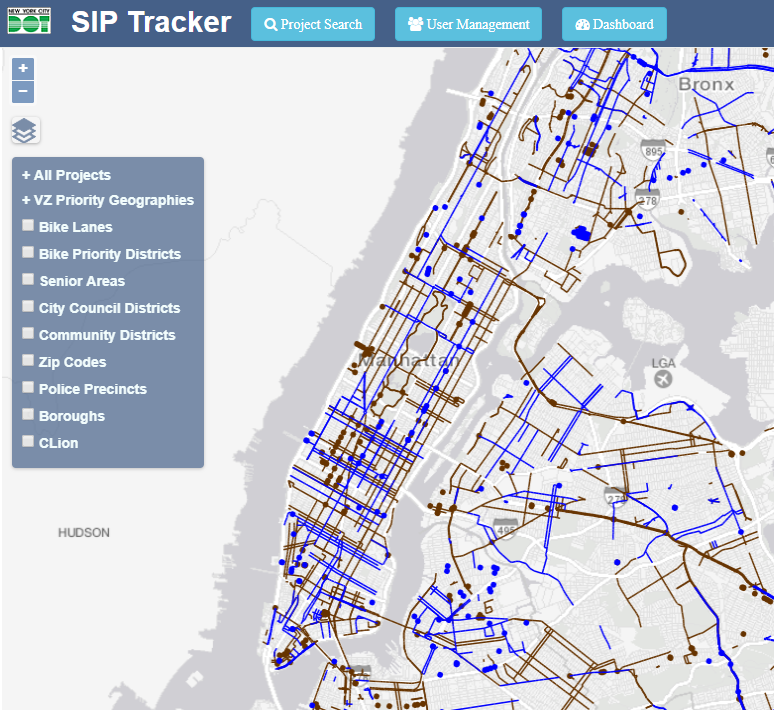 NEW YORK CITY
DOT
SIP Tracker
Project Search
User Management
Dashboard
+
−
+ All Projects
+ VZ Priority Geographies
Bike Lanes
Bike Priority Districts
Senior Areas
City Council Districts
Community Districts
Zip Codes
Police Precincts
Boroughs
CLion
Bronx
895
278
Manhattan
LGA
HUDSON
495